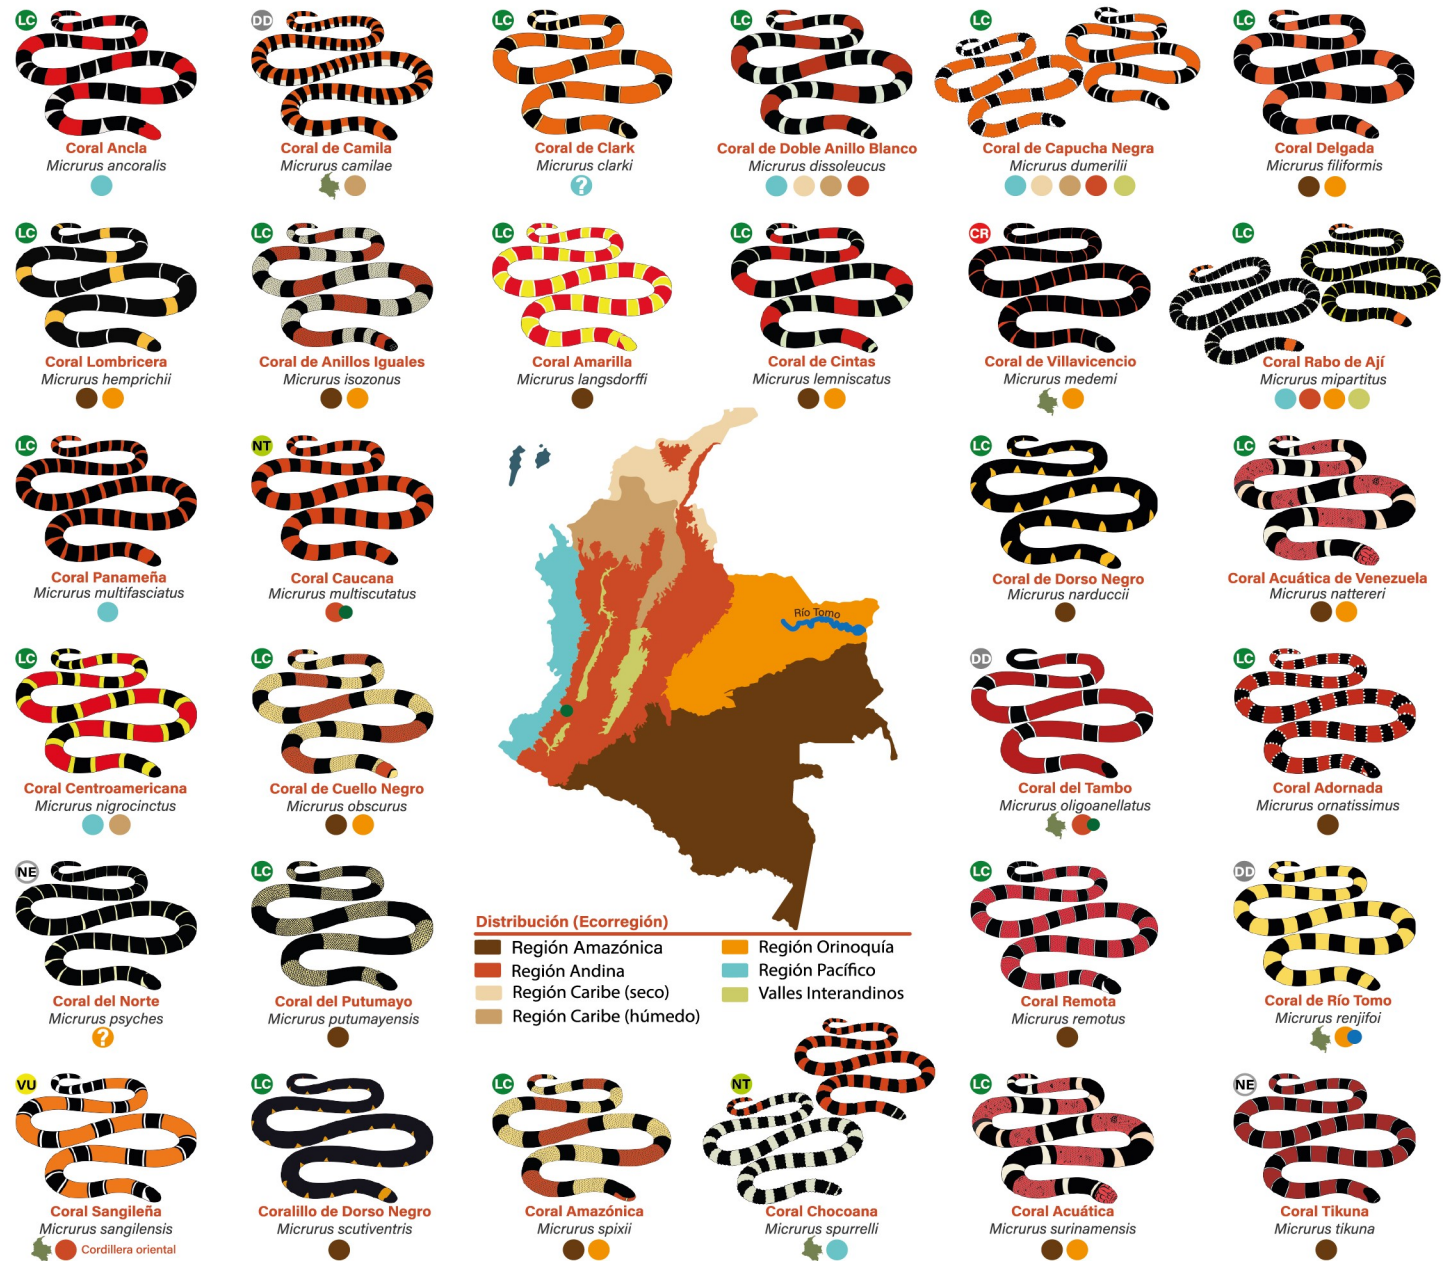 LC
Coral Ancla
Micrurus ancoralis
DD
Coral de Camila
Micrurus camilae
LC
Coral de Clark
Micrurus clarki
?
LC
Coral de Doble Anillo Blanco
Micrurus dissoleucus
LC
Coral de Capucha Negra
Micrurus dumerilii
LC
Coral Delgada
Micrurus filiformis
LC
Coral Lombricera
Micrurus hemprichii
LC
Coral de Anillos Iguales
Micrurus isozonus
LC
Coral Amarilla
Micrurus langsdorffi
LC
Coral de Cintas
Micrurus lemniscatus
CR
Coral de Villavicencio
Micrurus medemi
LC
Coral Rabo de Ají
Micrurus mipartitus
LC
Coral Panameña
Micrurus multifasciatus
NT
Coral Caucana
Micrurus multiscutatus
LC
Coral de Dorso Negro
Micrurus narduccii
LC
Coral Acuática de Venezuela
Micrurus nattereri
Río Tomo
LC
Coral Centroamericana
Micrurus nigrocinctus
LC
Coral de Cuello Negro
Micrurus obscurus
DD
Coral del Tambo
Micrurus oligoanellatus
LC
Coral Adornada
Micrurus ornatissimus
NE
Coral del Norte
Micrurus psyches
?
LC
Coral del Putumayo
Micrurus putumayensis
Distribución (Ecorregión)
Región Amazónica
Región Andina
Región Caribe (seco)
Región Caribe (húmedo)
Región Orinoquía
Región Pacífico
Valles Interandinos
LC
Coral Remota
Micrurus remotus
DD
Coral de Río Tomo
Micrurus renjifoi
VU
Coral Sangileña
Micrurus sangilensis
Cordillera oriental
LC
Coralillo de Dorso Negro
Micrurus scutiventris
LC
Coral Amazónica
Micrurus spixii
NT
Coral Chocoana
Micrurus spurrelli
LC
Coral Acuática
Micrurus surinamensis
NE
Coral Tikuna
Micrurus tikuna